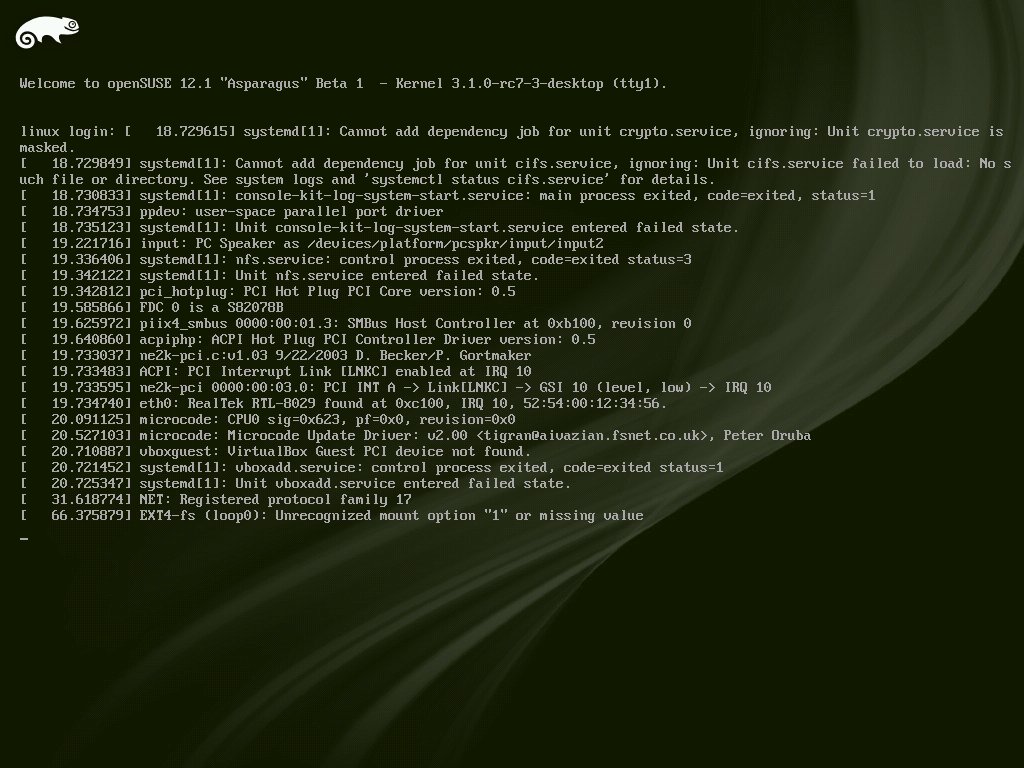 Welcome to openSUSE 12.1 "Asparagus" Beta 1  - Kernel 3.1.0-rc7-3-desktop (tty1).
linux login: [   18.729615] systemd[1]: Cannot add dependency job for unit crypto.service, ignoring: Unit crypto.service is
masked.
[   18.729849] systemd[1]: Cannot add dependency job for unit cifs.service, ignoring: Unit cifs.service failed to load: No s
uch file or directory. See system logs and 'systemctl status cifs.service' for details.
[   18.730833] systemd[1]: console-kit-log-system-start.service: main process exited, code=exited, status=1
[   18.734753] ppdev: user-space parallel port driver
[   18.735123] systemd[1]: Unit console-kit-log-system-start.service entered failed state.
[   19.221716] input: PC Speaker as /devices/platform/pcspkr/input/input2
[   19.336406] systemd[1]: nfs.service: control process exited, code=exited status=3
[   19.342122] systemd[1]: Unit nfs.service entered failed state.
[   19.342812] pci_hotplug: PCI Hot Plug PCI Core version: 0.5
[   19.585866] FDC 0 is a S82078B
[   19.625972] piix4_smbus 0000:00:01.3: SMBus Host Controller at 0xb100, revision 0
[   19.640860] acpiphp: ACPI Hot Plug PCI Controller Driver version: 0.5
[   19.733037] ne2k-pci.c:v1.03 9/22/2003 D. Becker/P. Gortmaker
[   19.733483] ACPI: PCI Interrupt Link [LNKC] enabled at IRQ 10
[   19.733595] ne2k-pci 0000:00:03.0: PCI INT A -> Link[LNKC] -> GSI 10 (level, low) -> IRQ 10
[   19.734740] eth0: RealTek RTL-8029 found at 0xc100, IRQ 10, 52:54:00:12:34:56.
[   20.091125] microcode: CPU0 sig=0x623, pf=0x0, revision=0x0
[   20.527103] microcode: Microcode Update Driver: v2.00 <tigran@aivazian.fsnet.co.uk>, Peter Oruba
[   20.710887] vboxguest: VirtualBox Guest PCI device not found.
[   20.721452] systemd[1]: vboxadd.service: control process exited, code=exited status=1
[   20.725347] systemd[1]: Unit vboxadd.service entered failed state.
[   31.618774] NET: Registered protocol family 17
[   66.375879] EXT4-fs (loop0): Unrecognized mount option "1" or missing value